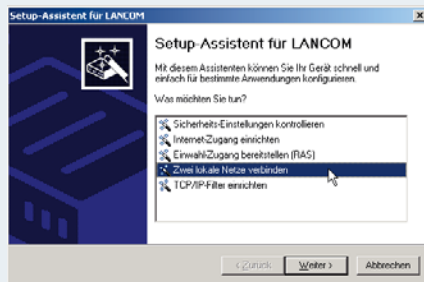 Setup-Assistent für LANCOM
Setup-Assistent für LANCOM
Mit diesem Assistenten können Sie Ihr Gerät schnell und
einfach für bestimmte Anwendungen konfigurieren.
Was möchten Sie tun?
Sicherheits-Einstellungen kontrollieren
Internet-Zugang einrichten
Einwahl-Zugang bereitstellen (RAS)
Zwei lokale Netze verbinden
TCP/IP-Filter einrichten
< Zurück
Weiter >
Abbrechen